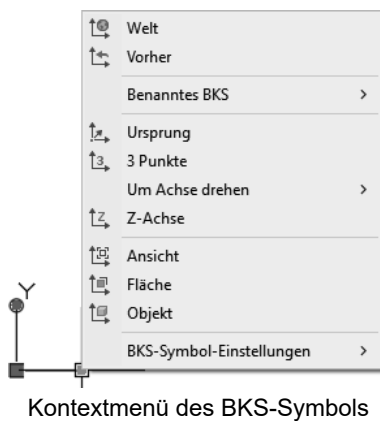 Welt
Vorher
Benanntes BKS
Ursprung
3 Punkte
Um Achse drehen
Z-Achse
Ansicht
Fläche
Objekt
BKS-Symbol-Einstellungen
Y
Kontextmenü des BKS-Symbols